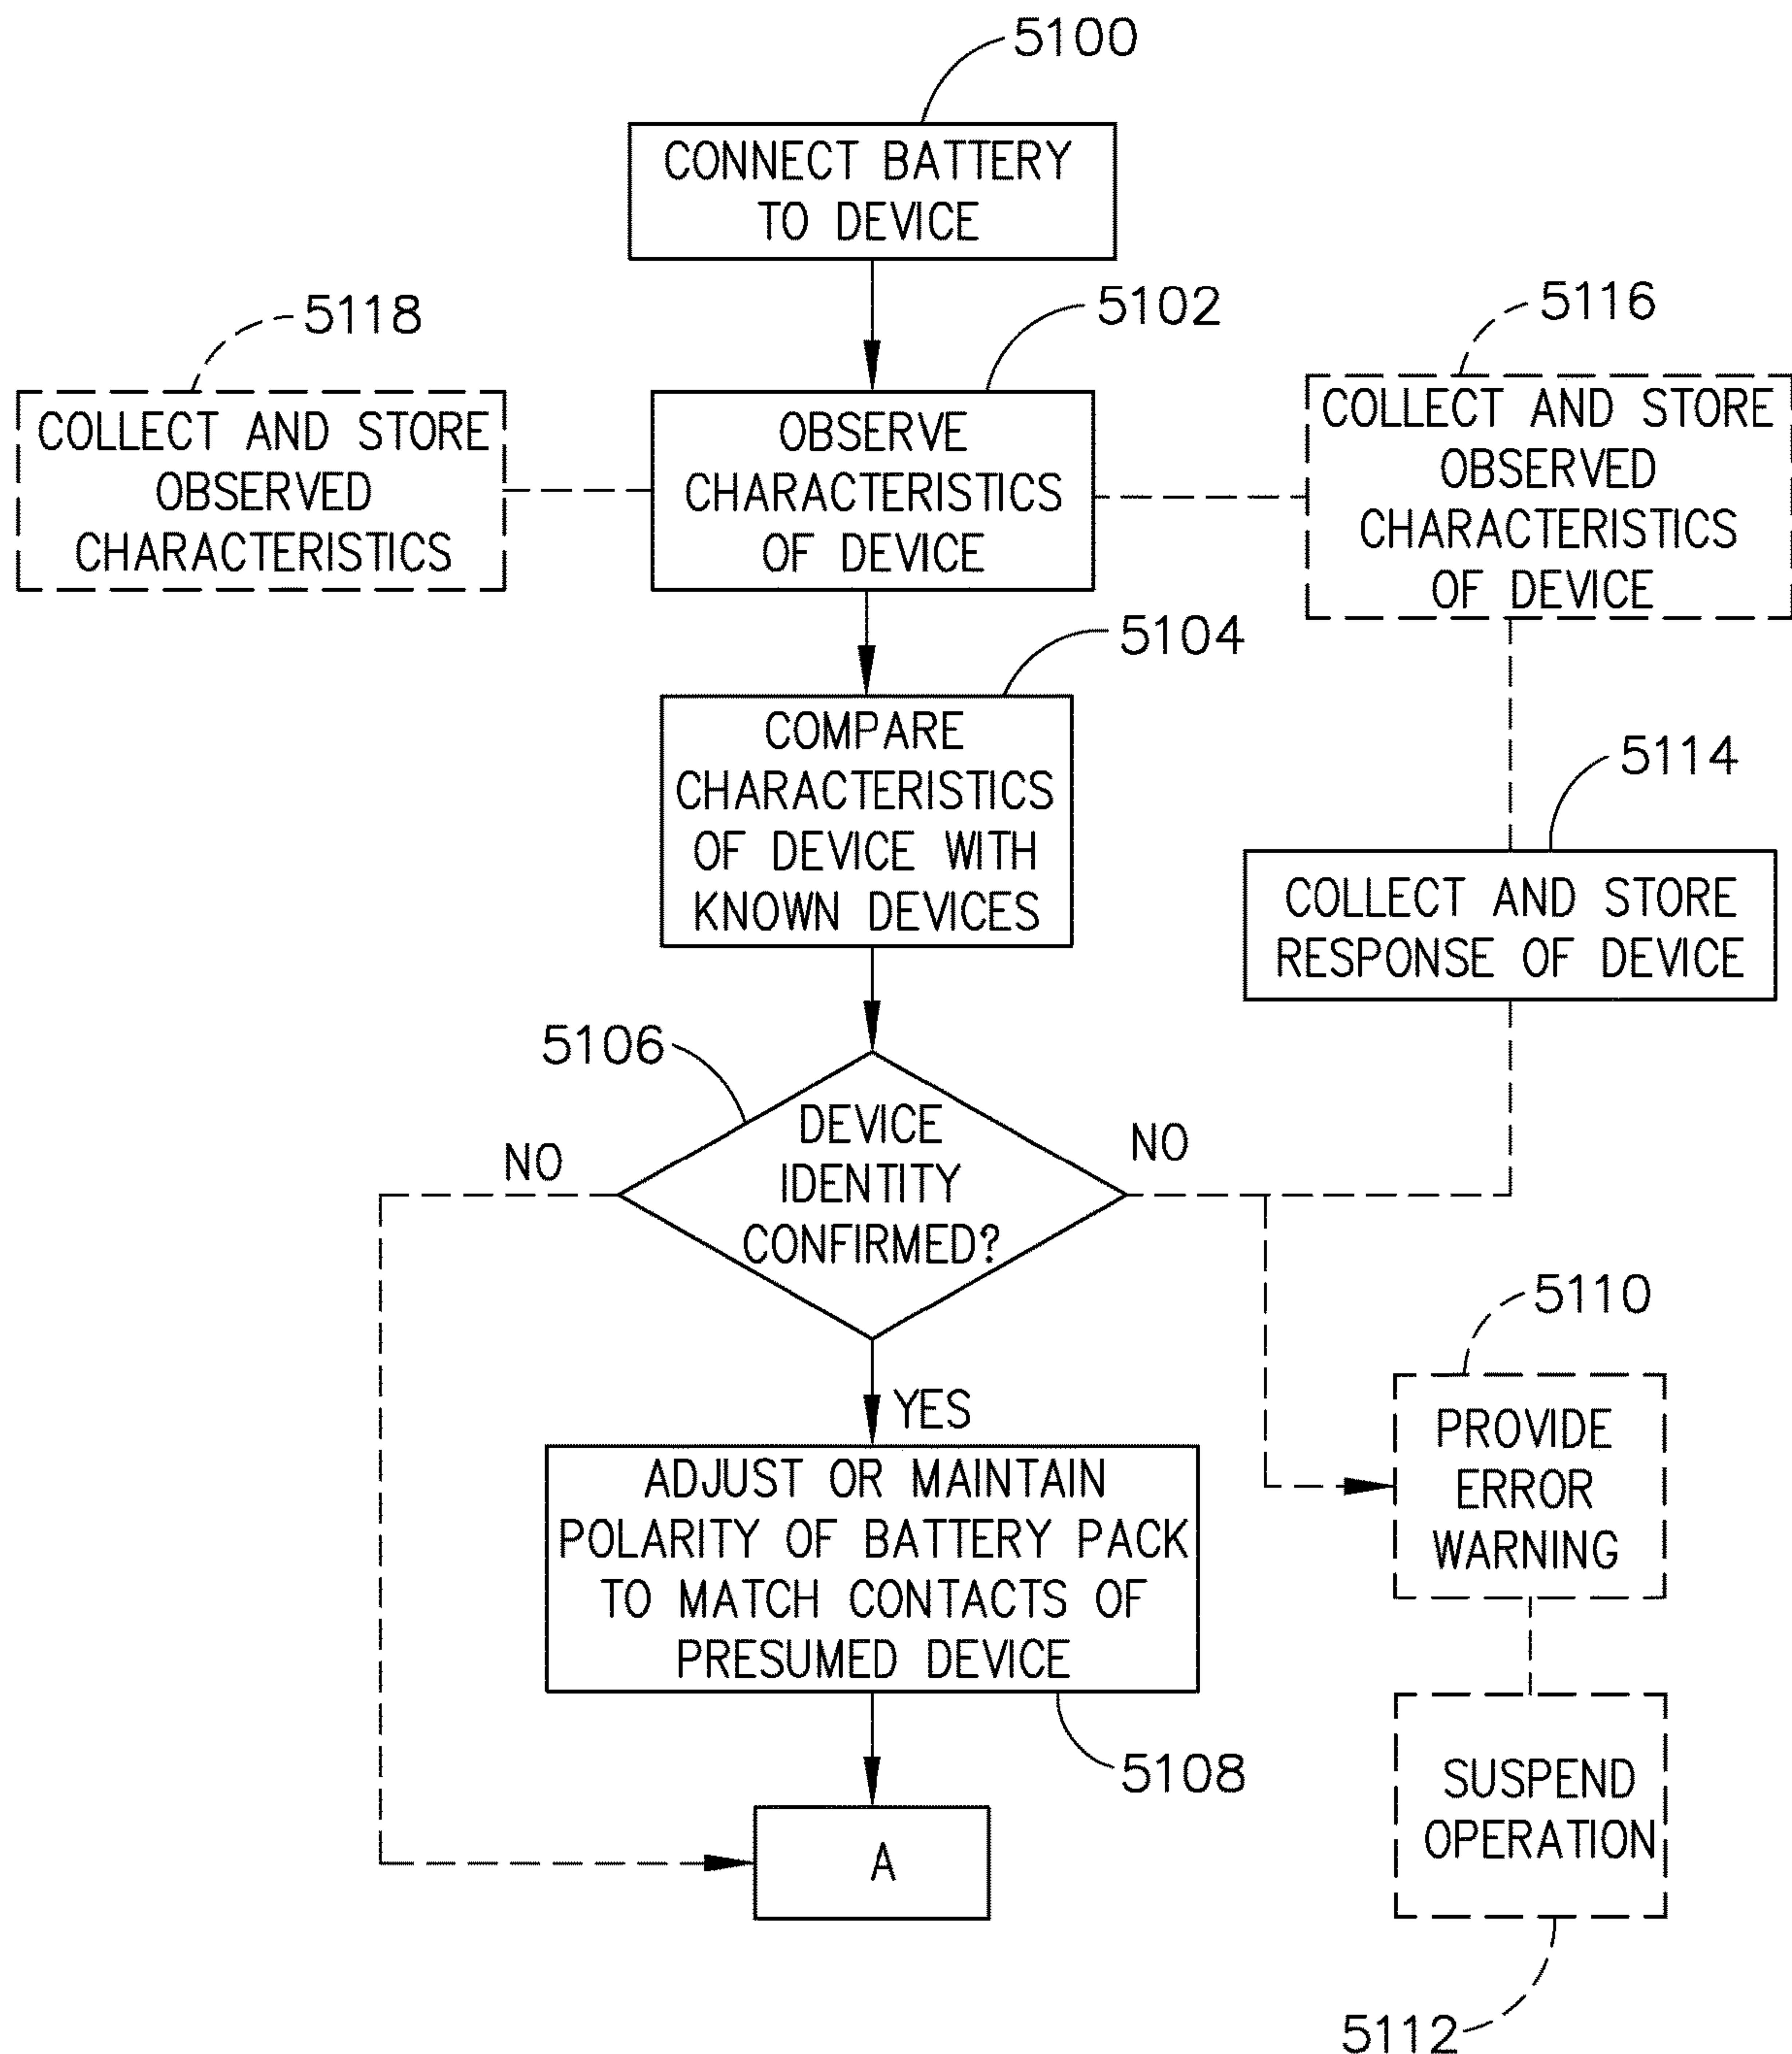 5100
CONNECT BATTERY
TO DEVICE
5118
5102
5116
COLLECT AND STORE
OBSERVED
CHARACTERISTICS
OBSERVE
CHARACTERISTICS
OF DEVICE
COLLECT AND STORE
OBSERVED
CHARACTERISTICS
OF DEVICE
5104
COMPARE
CHARACTERISTICS
OF DEVICE WITH
KNOWN DEVICES
5114
COLLECT AND STORE
RESPONSE OF DEVICE
5106
DEVICE
IDENTITY
CONFIRMED?
NO
NO
YES
5110
PROVIDE
ERROR
WARNING
ADJUST OR MAINTAIN
POLARITY OF BATTERY PACK
TO MATCH CONTACTS OF
PRESUMED DEVICE
5108
SUSPEND
OPERATION
A
5112